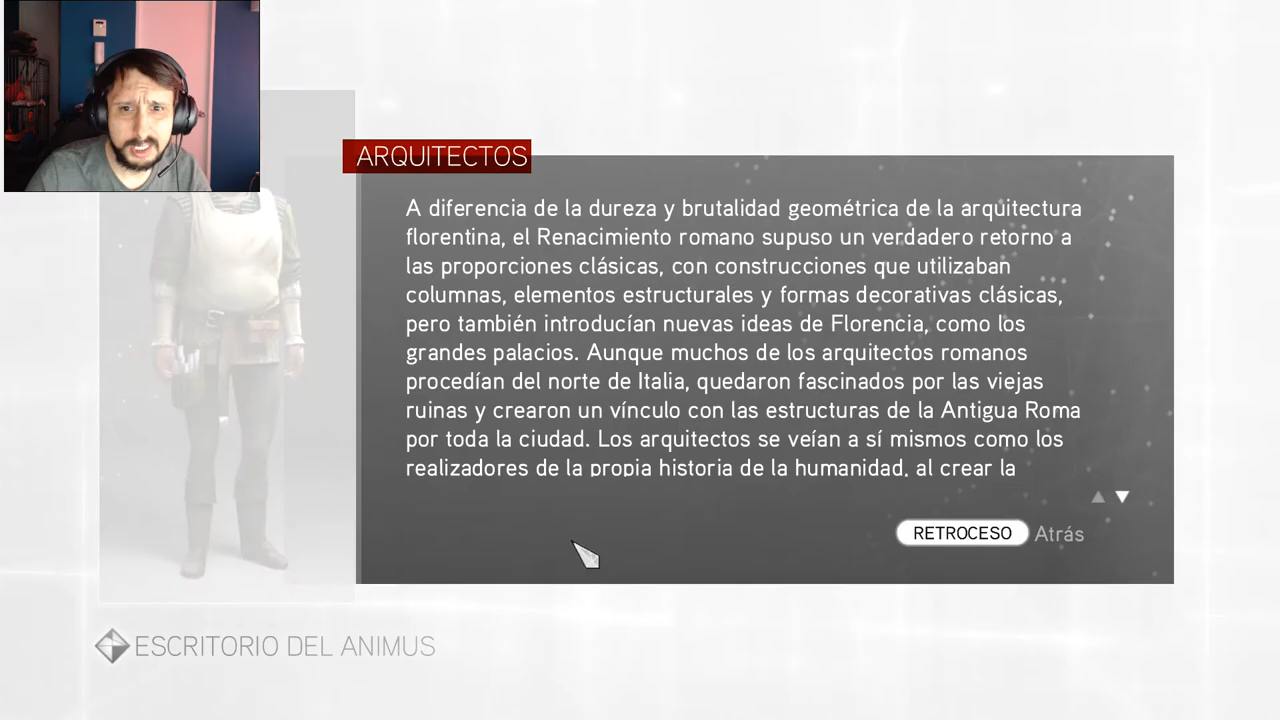 ARQUITECTOS
A diferencia de la dureza y brutalidad geométrica de la arquitectura
florentina, el Renacimiento romano supuso un verdadero retorno a
las proporciones clásicas, con construcciones que utilizaban
columnas, elementos estructurales y formas decorativas clásicas,
pero también introducían nuevas ideas de Florencia, como los
grandes palacios. Aunque muchos de los arquitectos romanos
procedían del norte de Italia, quedaron fascinados por las viejas
ruinas y crearon un vínculo con las estructuras de la Antigua Roma
por toda la ciudad. Los arquitectos se veían a sí mismos como los
realizadores de la propia historia de la humanidad, al crear la
RETROCESO Atrás
ESCRITORIO DEL ANIMUS